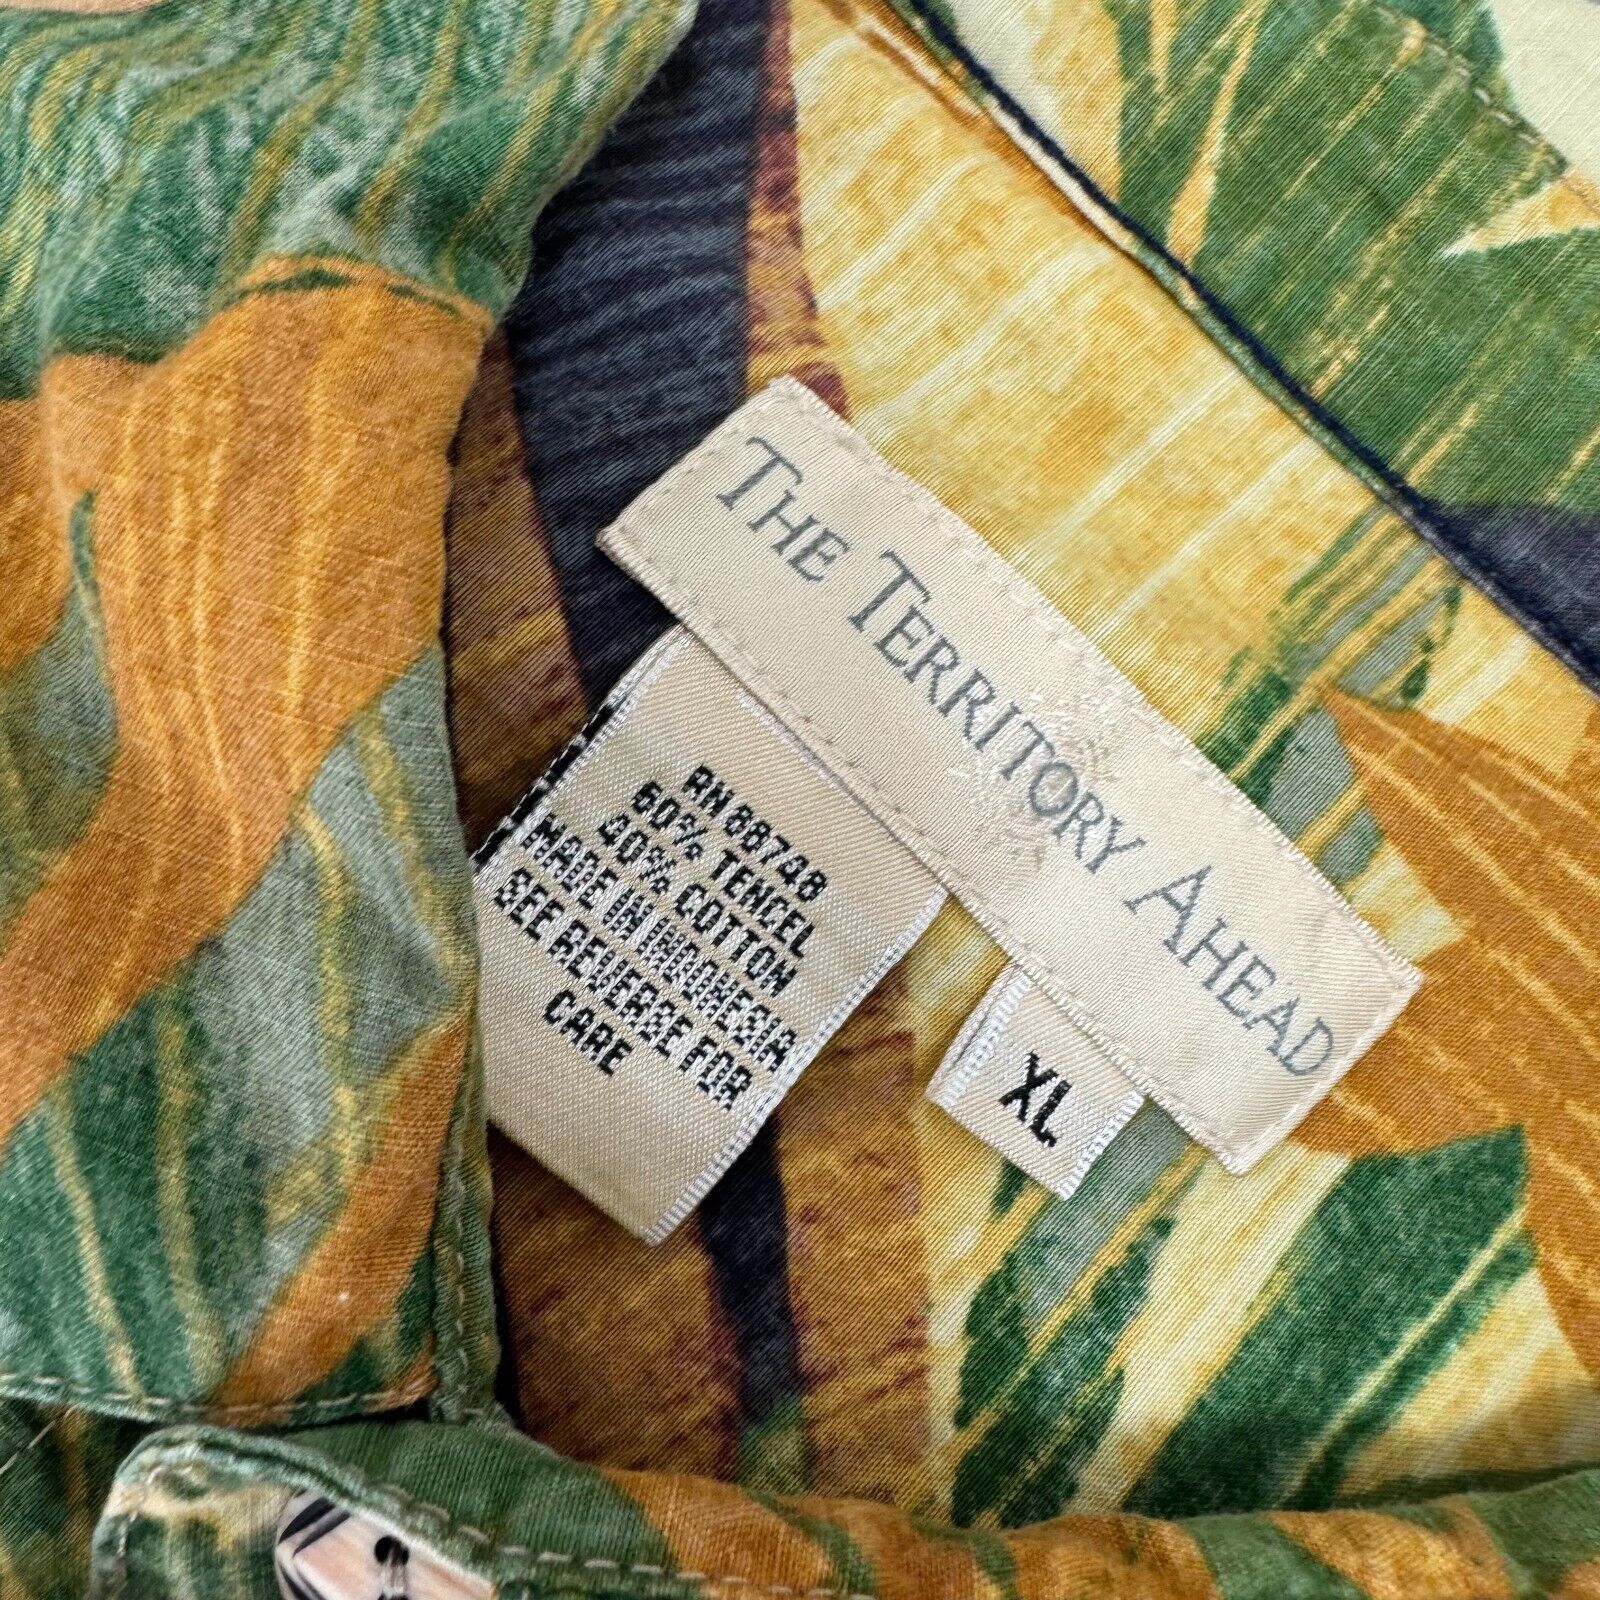 THE TERRITORY AHEAD
RN 88748
60% TENCEL
40% COTTON
MADE IN INDONESIA
SEE REVERSE FOR
CARE
XL